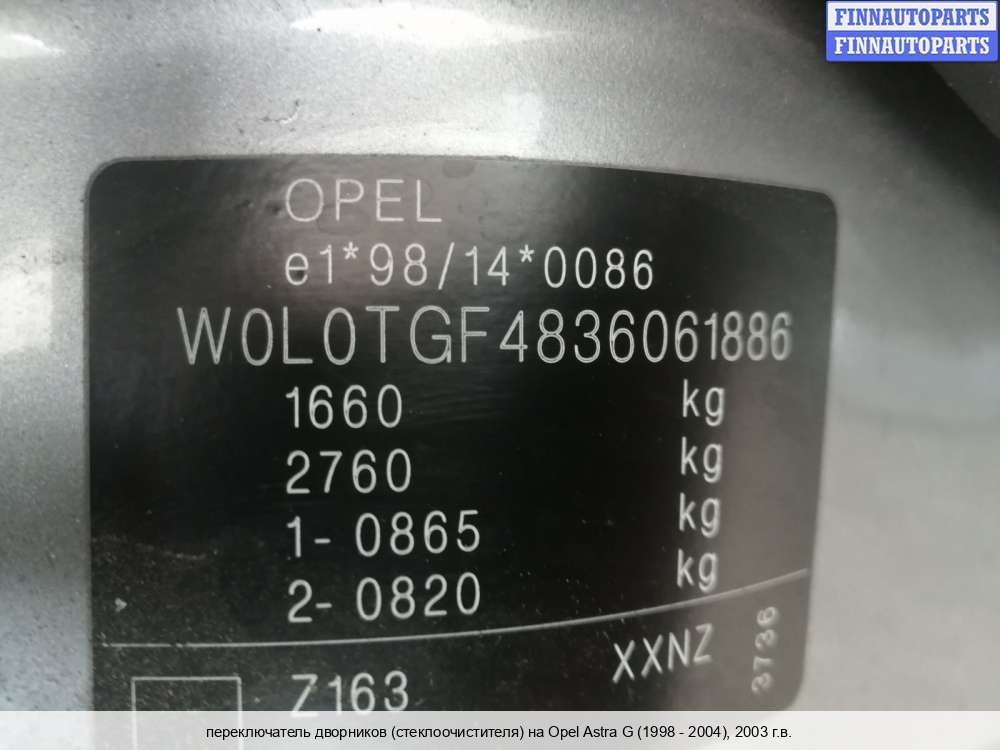 FINNAUTOPARTS
FINNAUTOPARTS
OPEL
e1*98/14*0086
W0L0TGF4836061886
1660 kg
2760 kg
1- 0865 kg
2- 0820 kg
XXNZ
3736
Z163
переключатель дворников (стеклоочистителя) на Opel Astra G (1998 - 2004), 2003 г.в.